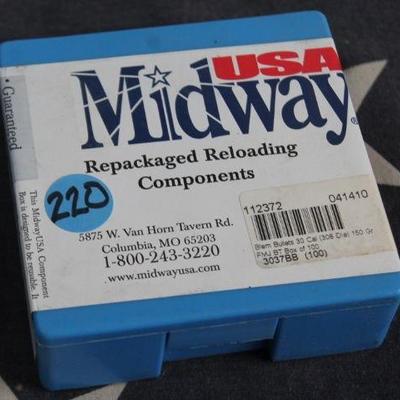 USA
Midway®
Repackaged Reloading
Components
5875 W. Van Horn Tavern Rd.
Columbia, MO 65203
1-800-243-3220
www.midwayusa.com
220
112372 041410
Blem Bullets 30 Cal (308 Dia) 150 Gr
FMJ BT Box of 100
3037BB (100)
• Guaranteed
This MidwayUSA Component
Box is designed to be reusable. It